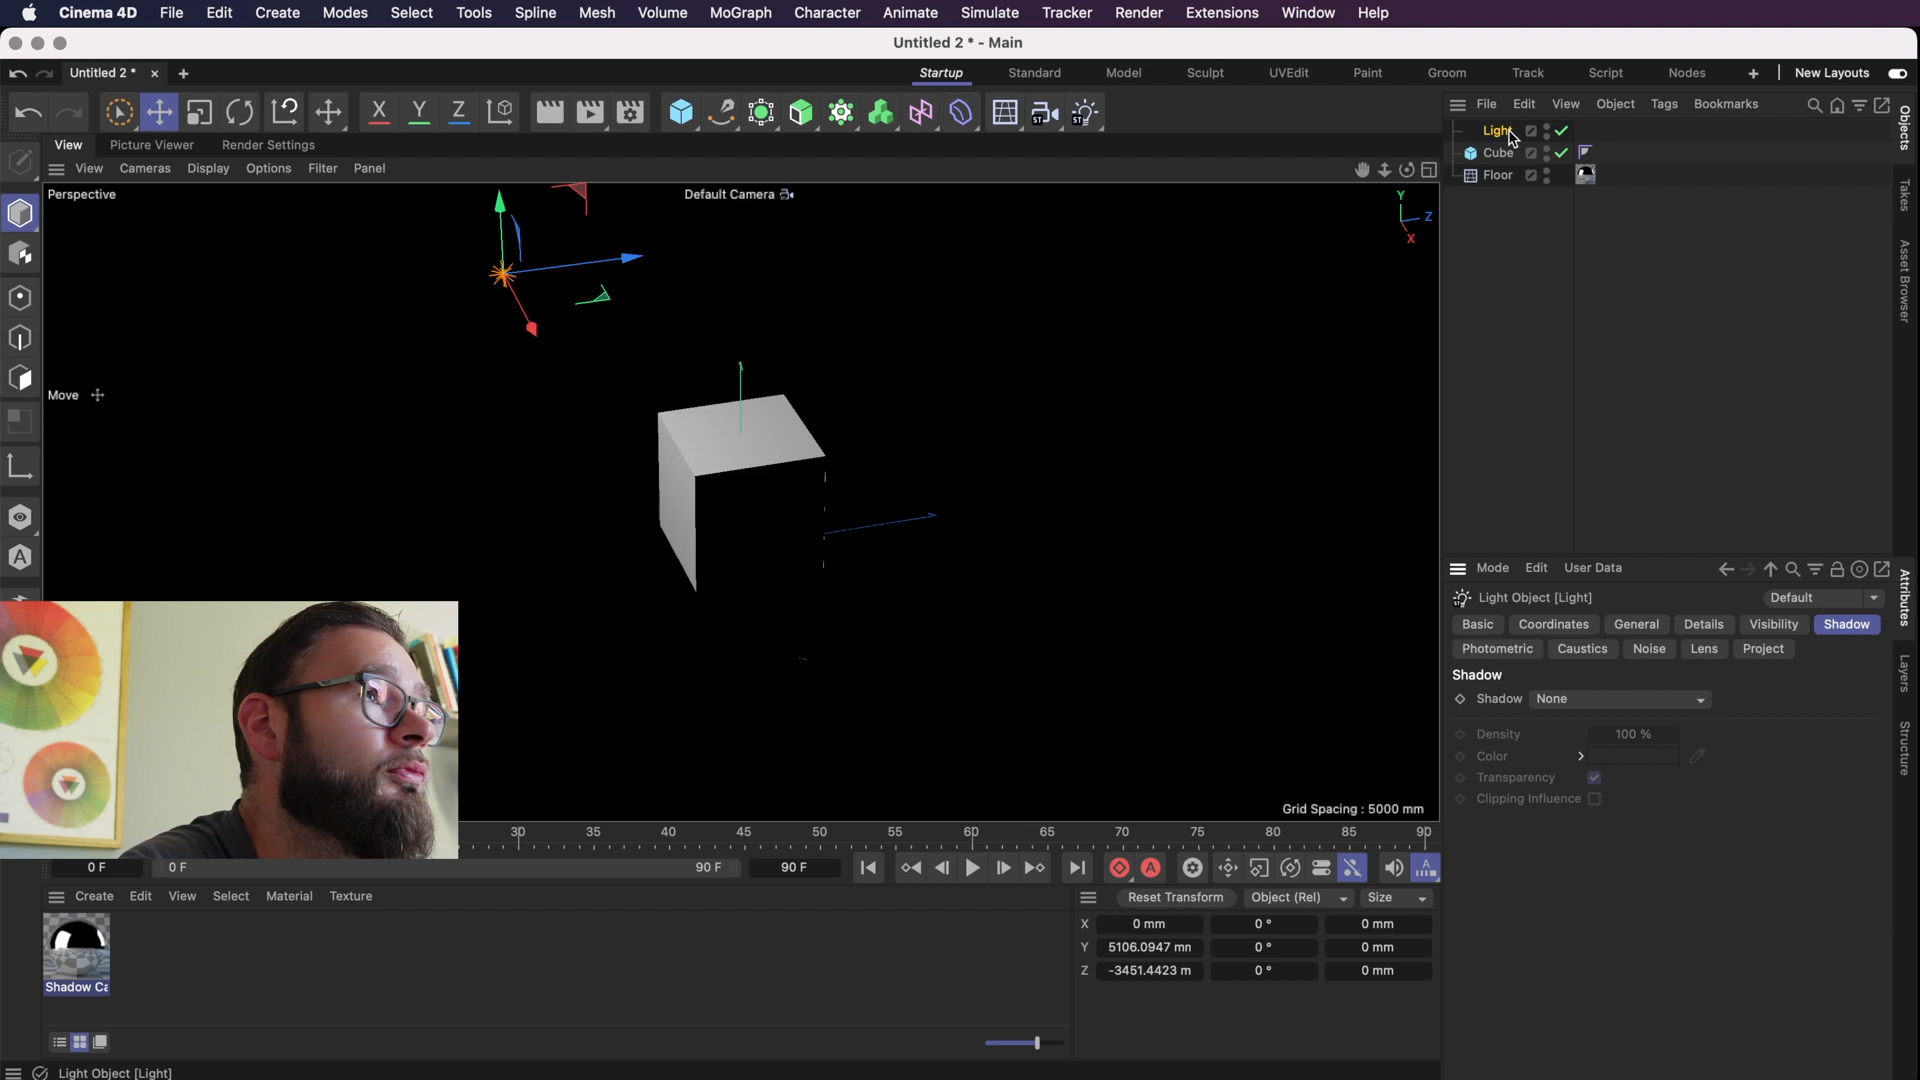 Cinema 4D File Edit Create Modes Select Tools Spline Mesh Volume MoGraph Character Animate Simulate Tracker Render Extensions Window Help
Untitled 2 * - Main
Untitled 2 *
Startup Standard Model Sculpt UVEdit Paint Groom Track Script Nodes New Layouts
X Y Z
ST ST
File Edit View Object Tags Bookmarks
View Picture Viewer Render Settings
View Cameras Display Options Filter Panel
Perspective
Default Camera
Y
Z
X
Move
Grid Spacing : 5000 mm
Light
Cube
Floor
Objects
Takes
Asset Browser
Mode Edit User Data
Light Object [Light]
Default
Basic Coordinates General Details Visibility Shadow
Photometric Caustics Noise Lens Project
Shadow
Shadow None
Density 100 %
Color
Transparency
Clipping Influence
Attributes
Layers
Structure
30 35 40 45 50 55 60 65 70 75 80 85 90
0 F 0 F 90 F 90 F
Create Edit View Select Material Texture
Shadow Ca
Reset Transform Object (Rel) Size
X 0 mm 0 ° 0 mm
Y 5106.0947 mn 0 ° 0 mm
Z -3451.4423 m 0 ° 0 mm
Light Object [Light]